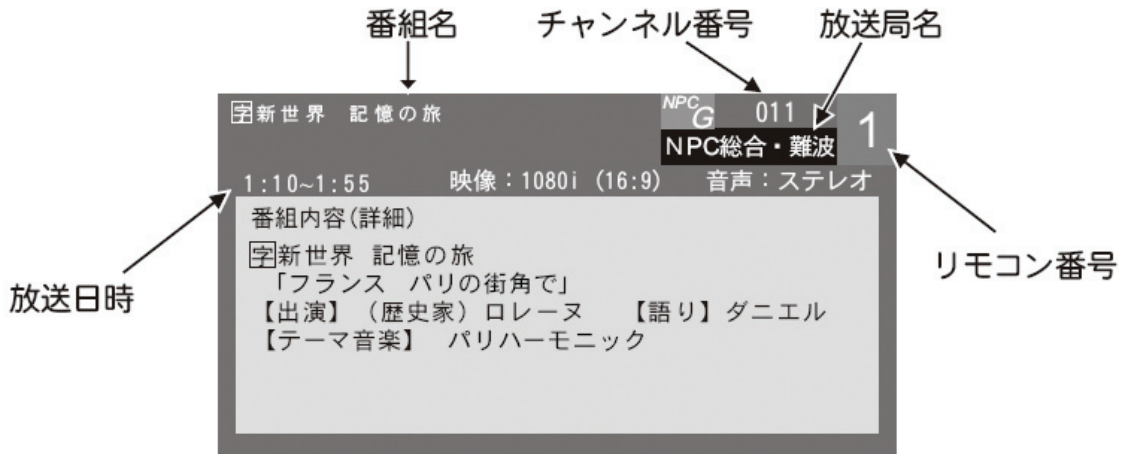 番組名 チャンネル番号 放送局名
字新世界 記憶の旅 NPC G 011 1
NPC総合・難波
1:10~1:55 映像：1080i (16:9) 音声：ステレオ
番組内容(詳細)
字新世界 記憶の旅
「フランス パリの街角で」
【出演】（歴史家）ロレーヌ 【語り】ダニエル
【テーマ音楽】 パリハーモニック
放送日時
リモコン番号